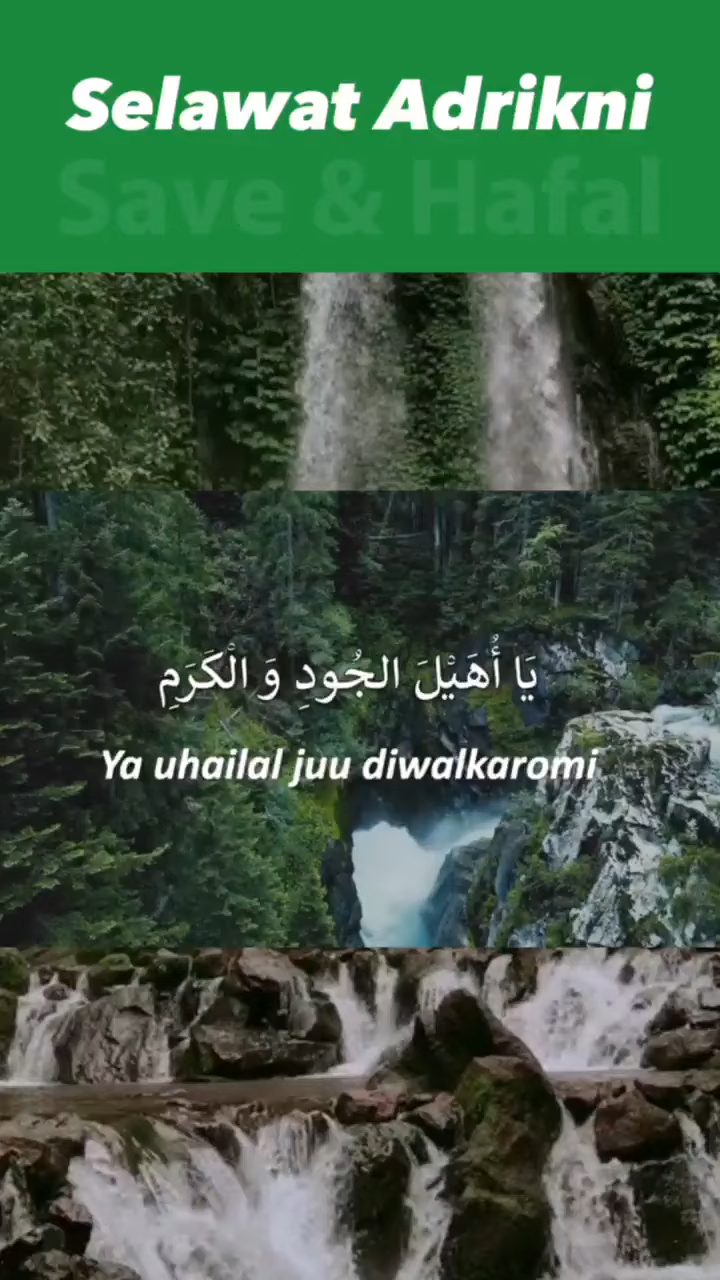 Selawat Adrikni
Save & Hafal
يَا أُهَيْلَ الجُودِ وَ الْكَرَمِ
Ya uhailal juu diwalkaromi